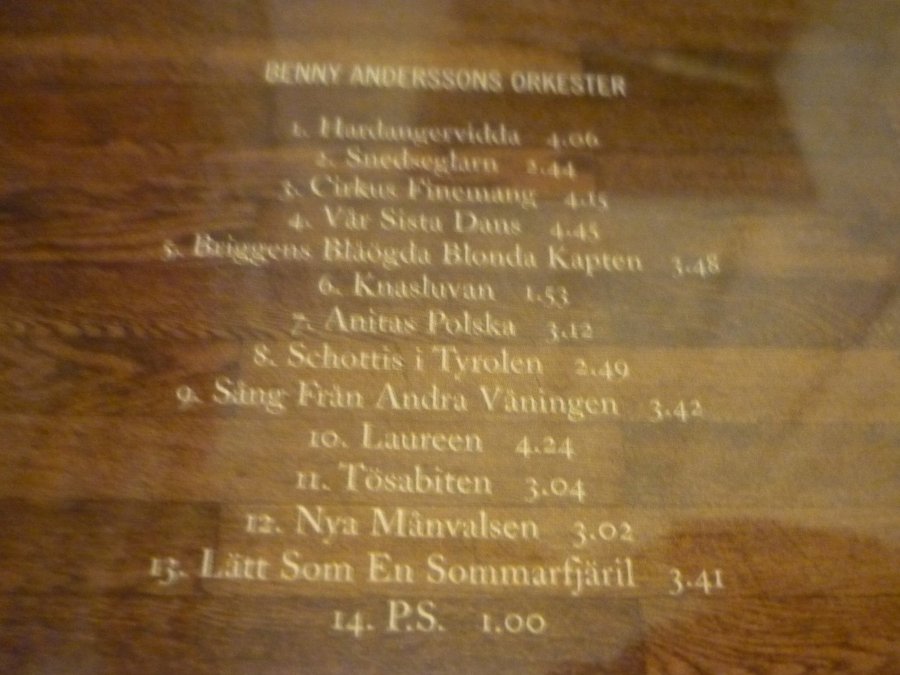 BENNY ANDERSSONS ORKESTER
1. Hardangervidda 4.06
2. Snedseglarn 2.44
3. Cirkus Finemang 4.15
4. Vår Sista Dans 4.45
5. Briggens Blåögda Blonda Kapten 3.48
6. Knasluvan 1.53
7. Anitas Polska 3.12
8. Schottis i Tyrolen 2.49
9. Sång Från Andra Våningen 3.42
10. Laureen 4.24
11. Tösabiten 3.04
12. Nya Månvalsen 3.02
13. Lätt Som En Sommarfjäril 3.41
14. P.S. 1.00